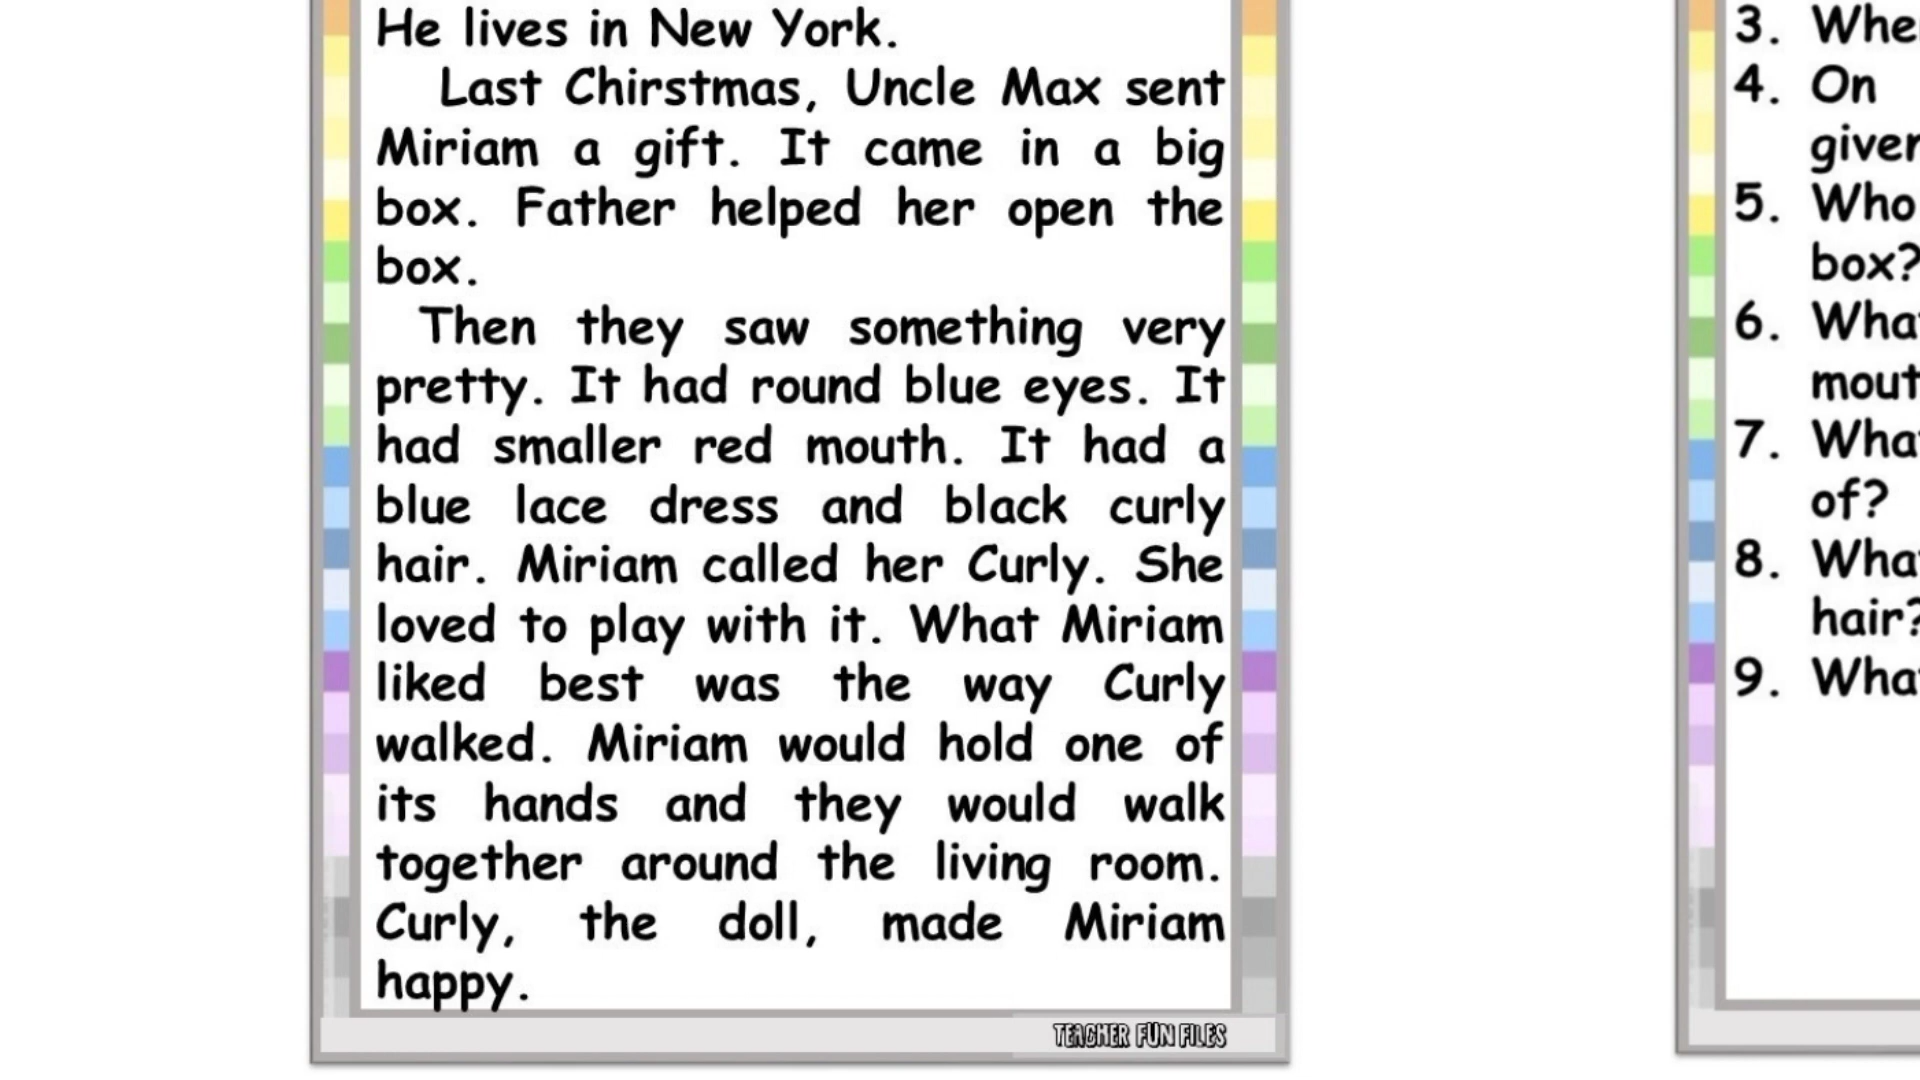 He lives in New York.
Last Chirstmas, Uncle Max sent
Miriam a gift. It came in a big
box. Father helped her open the
box.
Then they saw something very
pretty. It had round blue eyes. It
had smaller red mouth. It had a
blue lace dress and black curly
hair. Miriam called her Curly. She
loved to play with it. What Miriam
liked best was the way Curly
walked. Miriam would hold one of
its hands and they would walk
together around the living room.
Curly, the doll, made Miriam
happy.
TEACHER FUN FILES
3.
4. On
5. Who
box?
6.
7.
of?
8.
hair?
9.